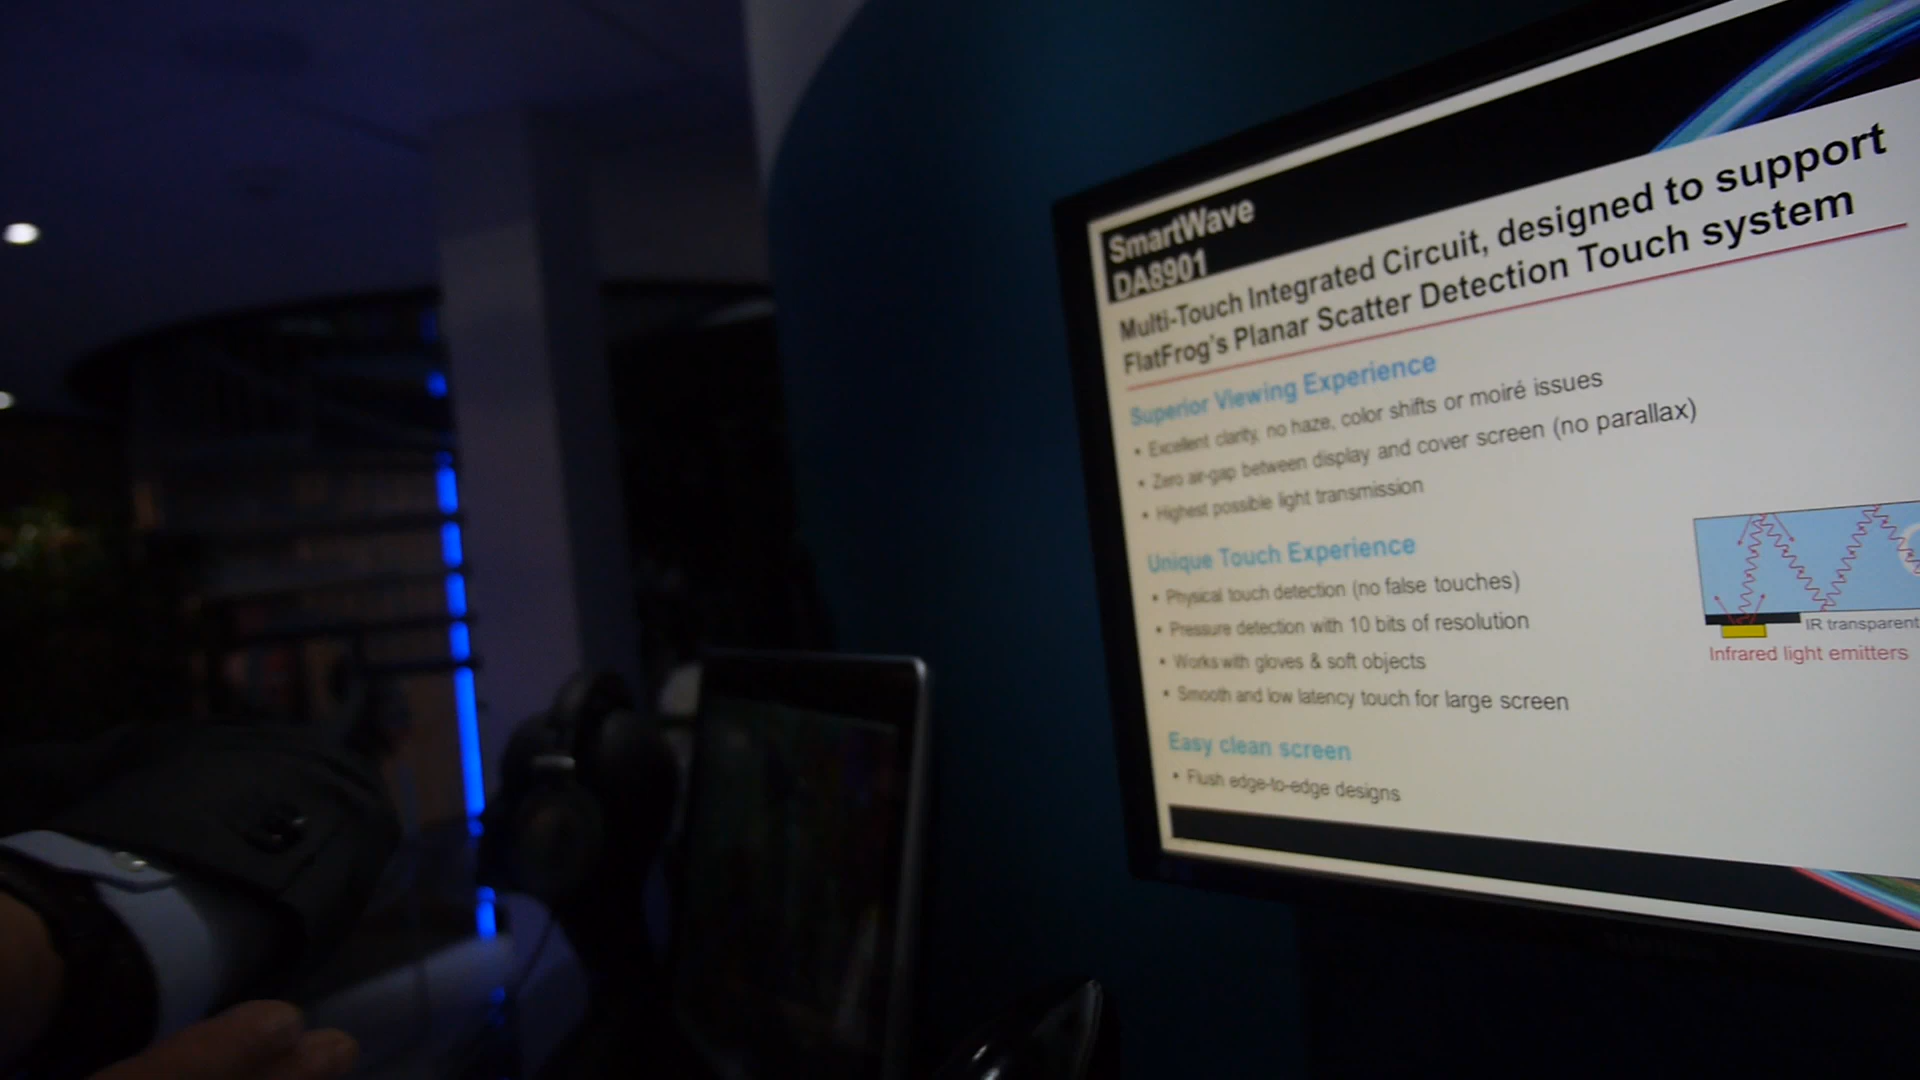 SmartWave
DA8901
Multi-Touch Integrated Circuit, designed to support
FlatFrog's Planar Scatter Detection Touch system
Superior Viewing Experience
• Excellent clarity, no haze, color shifts or moiré issues
• Zero air-gap between display and cover screen (no parallax)
• Highest possible light transmission
Unique Touch Experience
• Physical touch detection (no false touches)
• Pressure detection with 10 bits of resolution
• Works with gloves & soft objects
• Smooth and low latency touch for large screen
Easy clean screen
• Flush edge-to-edge designs
IR transparent
Infrared light emitters